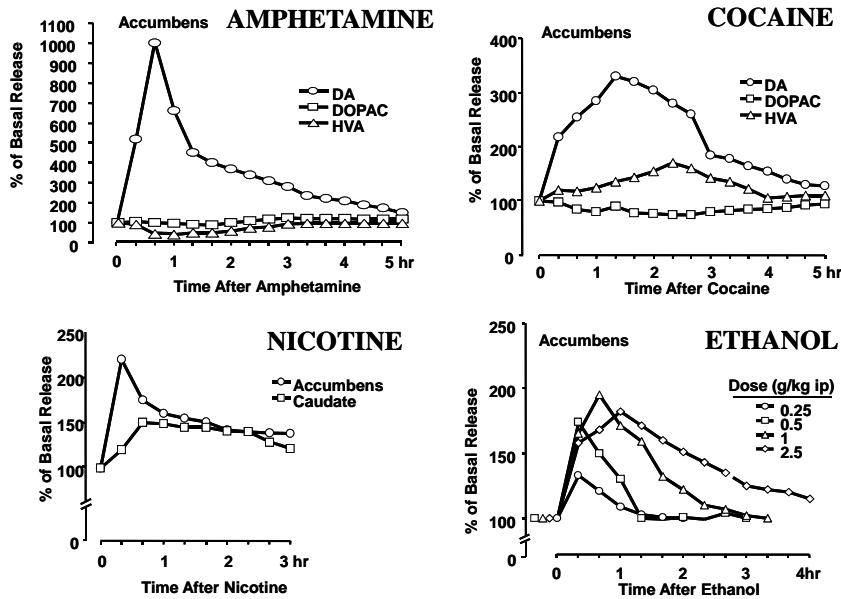 AMPHETAMINE
Accumbens
% of Basal Release
1100
1000
900
800
700
600
500
400
300
200
100
0
DA
DOPAC
HVA
0 1 2 3 4 5 hr
Time After Amphetamine
COCAINE
Accumbens
% of Basal Release
400
300
200
100
0
DA
DOPAC
HVA
0 1 2 3 4 5 hr
Time After Cocaine
NICOTINE
% of Basal Release
250
200
150
100
0
Accumbens
Caudate
0 1 2 3 hr
Time After Nicotine
ETHANOL
Accumbens
% of Basal Release
250
200
150
100
0
Dose (g/kg ip)
0.25
0.5
1
2.5
0 1 2 3 4hr
Time After Ethanol